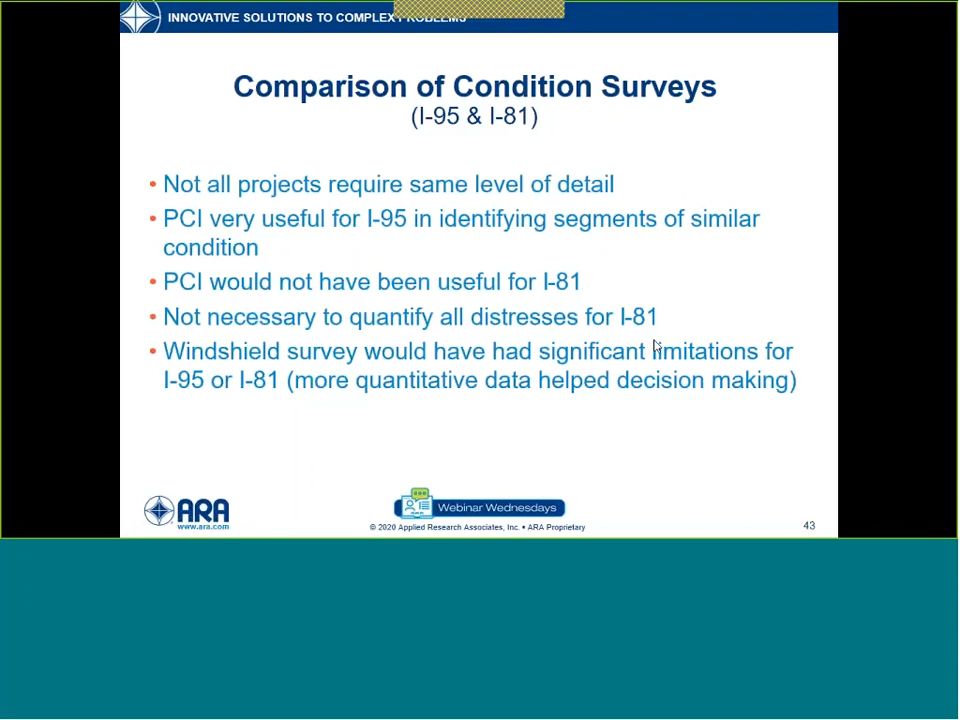 INNOVATIVE SOLUTIONS TO COMPLEX PROBLEMS
Comparison of Condition Surveys
(I-95 & I-81)
• Not all projects require same level of detail
• PCI very useful for I-95 in identifying segments of similar
condition
• PCI would not have been useful for I-81
• Not necessary to quantify all distresses for I-81
• Windshield survey would have had significant limitations for
I-95 or I-81 (more quantitative data helped decision making)
ARA
www.ara.com
Webinar Wednesdays
© 2020 Applied Research Associates, Inc. • ARA Proprietary
43